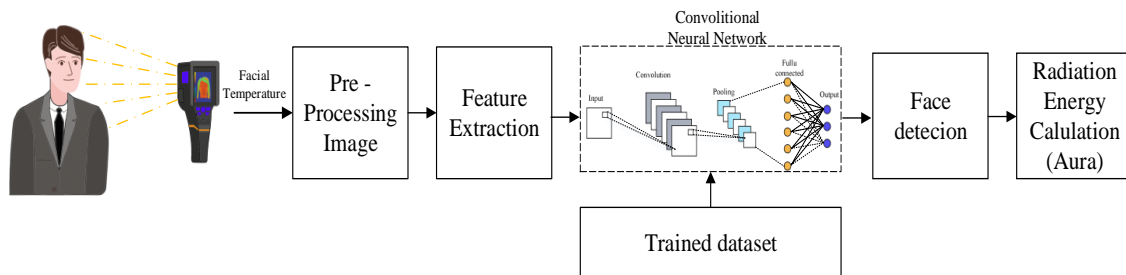 Facial
Temperature
Pre -
Processing
Image
Feature
Extraction
Convolitional
Neural Network
Convolution
Input
Pooling
Fullu
connected
Output
Trained dataset
Face
detecion
Radiation
Energy
Calulation
(Aura)